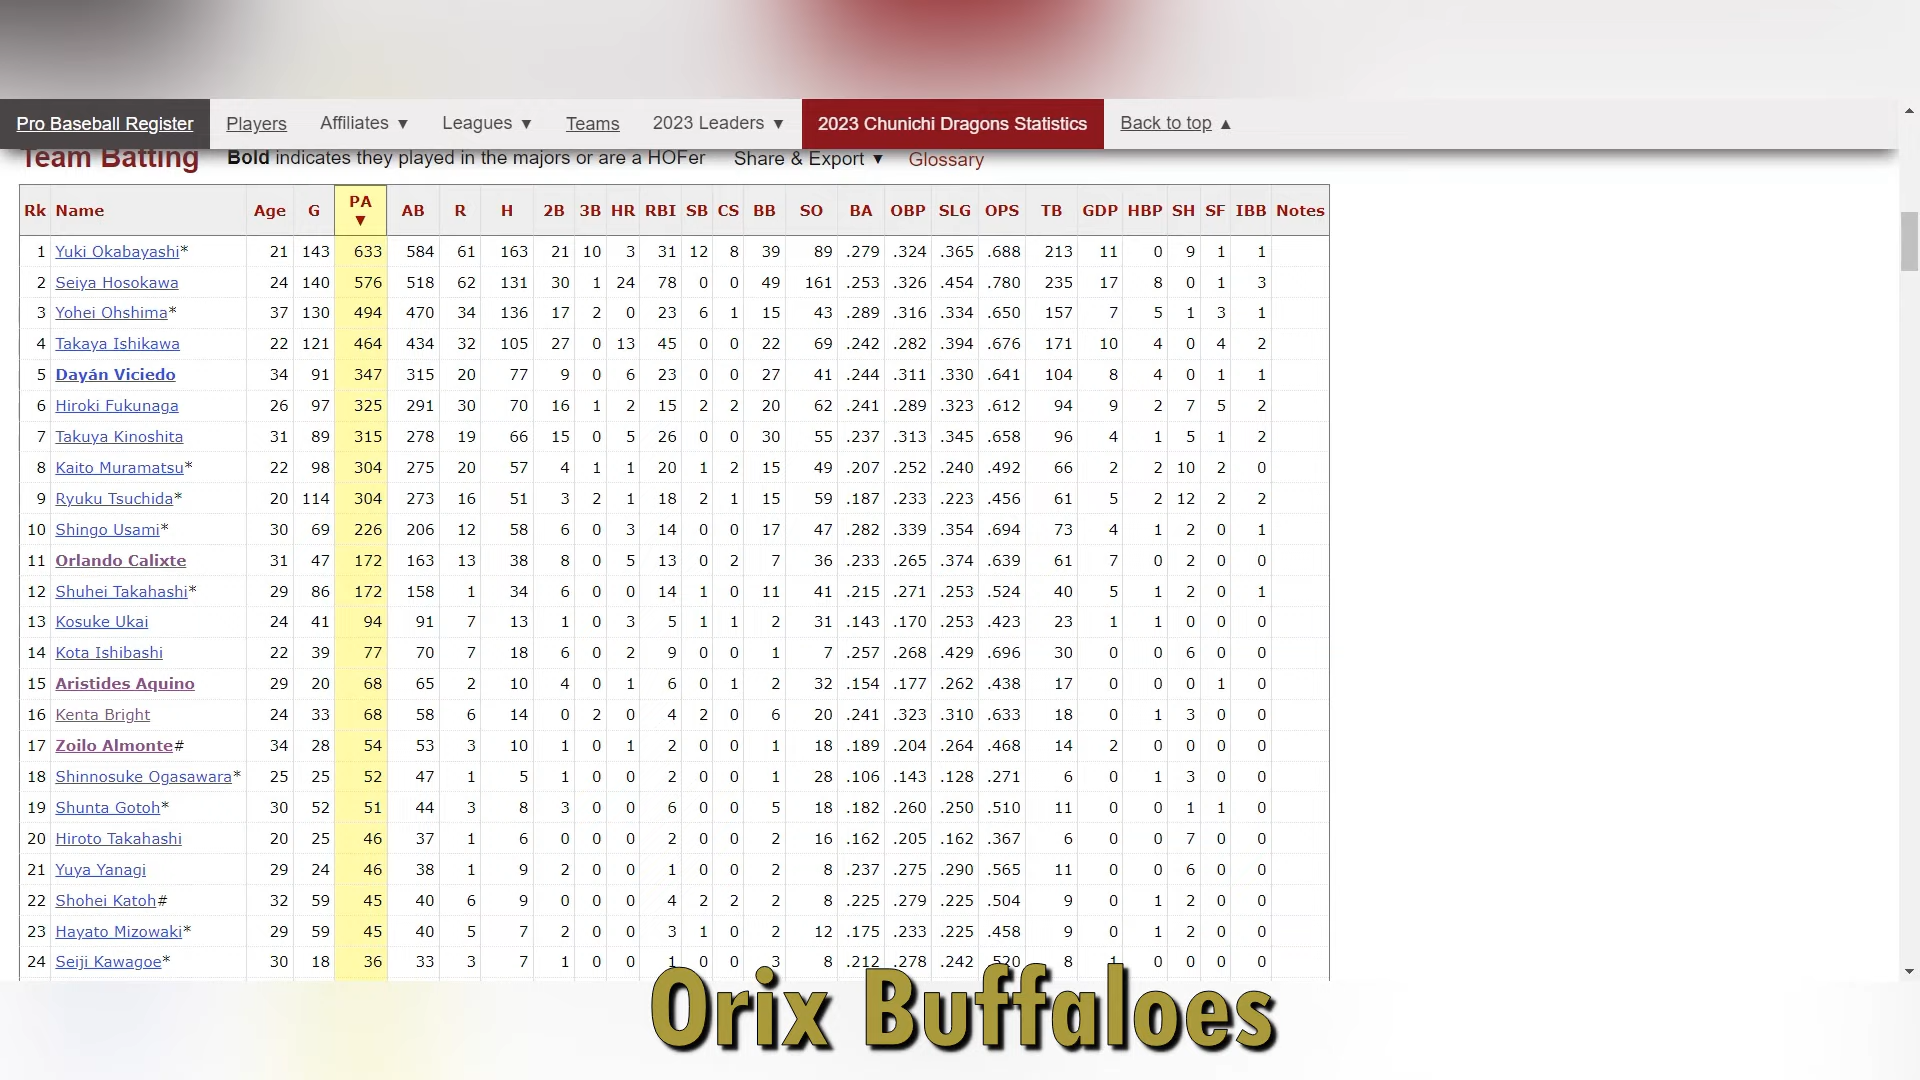 Pro Baseball Register Players Affiliates ▼ Leagues ▼ Teams 2023 Leaders ▼ 2023 Chunichi Dragons Statistics Back to top ▲
Team Batting Bold indicates they played in the majors or are a HOFer Share & Export ▼ Glossary
Rk Name Age G PA ▼ AB R H 2B 3B HR RBI SB CS BB SO BA OBP SLG OPS TB GDP HBP SH SF IBB Notes
1 Yuki Okabayashi* 21 143 633 584 61 163 21 10 3 31 12 8 39 89 .279 .324 .365 .688 213 11 0 9 1 1
2 Seiya Hosokawa 24 140 576 518 62 131 30 1 24 78 0 0 49 161 .253 .326 .454 .780 235 17 8 0 1 3
3 Yohei Ohshima* 37 130 494 470 34 136 17 2 0 23 6 1 15 43 .289 .316 .334 .650 157 7 5 1 3 1
4 Takaya Ishikawa 22 121 464 434 32 105 27 0 13 45 0 0 22 69 .242 .282 .394 .676 171 10 4 0 4 2
5 Dayán Viciedo 34 91 347 315 20 77 9 0 6 23 0 0 27 41 .244 .311 .330 .641 104 8 4 0 1 1
6 Hiroki Fukunaga 26 97 325 291 30 70 16 1 2 15 2 2 20 62 .241 .289 .323 .612 94 9 2 7 5 2
7 Takuya Kinoshita 31 89 315 278 19 66 15 0 5 26 0 0 30 55 .237 .313 .345 .658 96 4 1 5 1 2
8 Kaito Muramatsu* 22 98 304 275 20 57 4 1 1 20 1 2 15 49 .207 .252 .240 .492 66 2 2 10 2 0
9 Ryuku Tsuchida* 20 114 304 273 16 51 3 2 1 18 2 1 15 59 .187 .233 .223 .456 61 5 2 12 2 2
10 Shingo Usami* 30 69 226 206 12 58 6 0 3 14 0 0 17 47 .282 .339 .354 .694 73 4 1 2 0 1
11 Orlando Calixte 31 47 172 163 13 38 8 0 5 13 0 2 7 36 .233 .265 .374 .639 61 7 0 2 0 0
12 Shuhei Takahashi* 29 86 172 158 1 34 6 0 0 14 1 0 11 41 .215 .271 .253 .524 40 5 1 2 0 1
13 Kosuke Ukai 24 41 94 91 7 13 1 0 3 5 1 1 2 31 .143 .170 .253 .423 23 1 1 0 0 0
14 Kota Ishibashi 22 39 77 70 7 18 6 0 2 9 0 0 1 7 .257 .268 .429 .696 30 0 0 6 0 0
15 Aristides Aquino 29 20 68 65 2 10 4 0 1 6 0 1 2 32 .154 .177 .262 .438 17 0 0 0 1 0
16 Kenta Bright 24 33 68 58 6 14 0 2 0 4 2 0 6 20 .241 .323 .310 .633 18 0 1 3 0 0
17 Zoilo Almonte# 34 28 54 53 3 10 1 0 1 2 0 0 1 18 .189 .204 .264 .468 14 2 0 0 0 0
18 Shinnosuke Ogasawara* 25 25 52 47 1 5 1 0 0 2 0 0 1 28 .106 .143 .128 .271 6 0 1 3 0 0
19 Shunta Gotoh* 30 52 51 44 3 8 3 0 0 6 0 0 5 18 .182 .260 .250 .510 11 0 0 1 1 0
20 Hiroto Takahashi 20 25 46 37 1 6 0 0 0 2 0 0 2 16 .162 .205 .162 .367 6 0 0 7 0 0
21 Yuya Yanagi 29 24 46 38 1 9 2 0 0 1 0 0 2 8 .237 .275 .290 .565 11 0 0 6 0 0
22 Shohei Katoh# 32 59 45 40 6 9 0 0 0 4 2 2 2 8 .225 .279 .225 .504 9 0 1 2 0 0
23 Hayato Mizowaki* 29 59 45 40 5 7 2 0 0 3 1 0 2 12 .175 .233 .225 .458 9 0 1 2 0 0
24 Seiji Kawagoe* 30 18 36 33 3 7 1 0 0 1 0 0 3 8 .212 .278 .242 .520 8 1 0 0 0 0
Orix Buffaloes